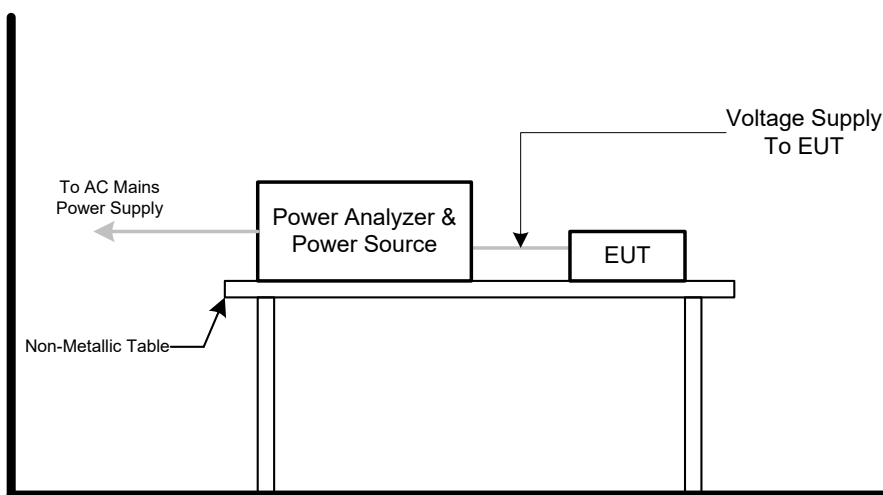 Voltage Supply
To EUT
To AC Mains
Power Supply
Power Analyzer &
Power Source
EUT
Non-Metallic Table